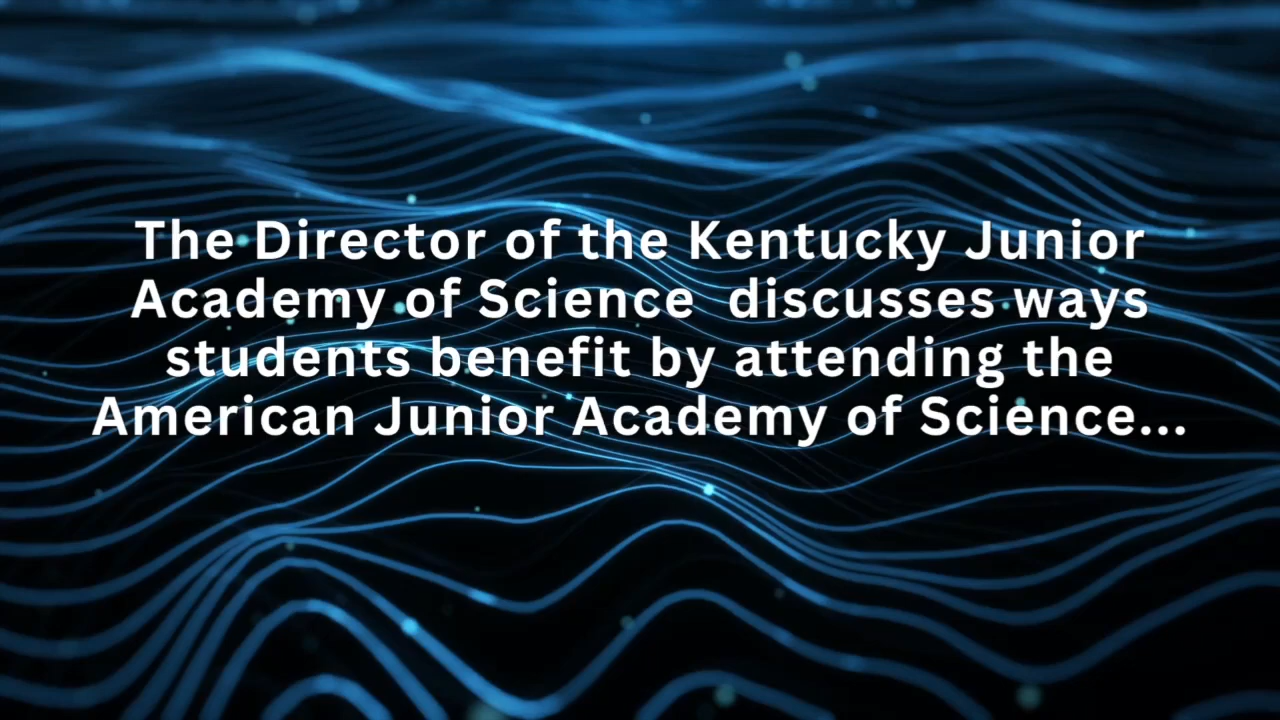 The Director of the Kentucky Junior
Academy of Science  discusses ways
students benefit by attending the
American Junior Academy of Science...